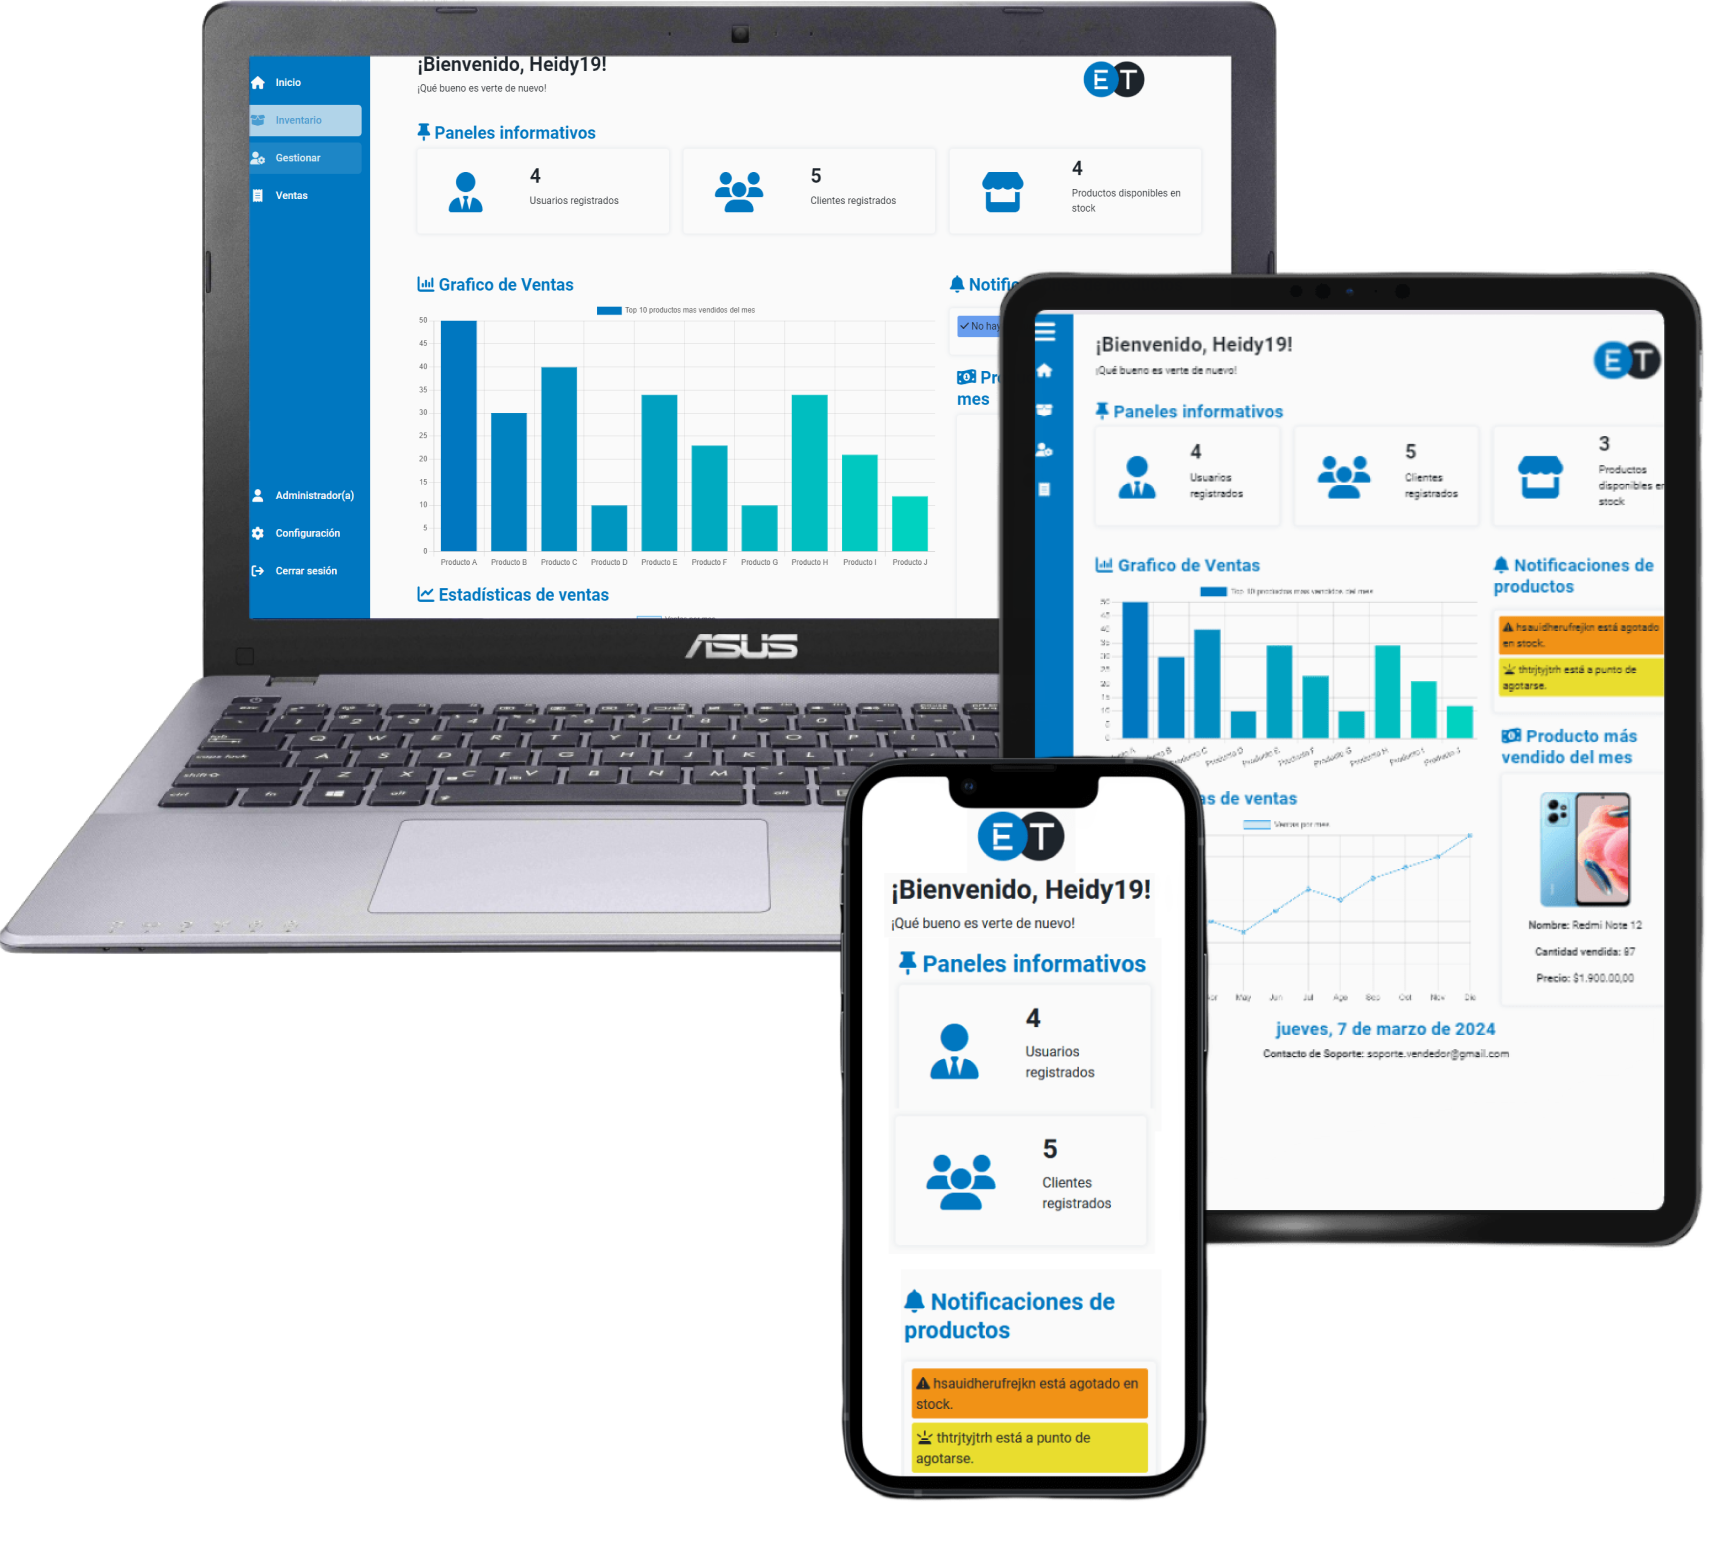 ¡Bienvenido, Heidy19!
¡Qué bueno es verte de nuevo!
ET
Inicio
Inventario
Gestionar
Ventas
Administrador(a)
Configuración
Cerrar sesión
Paneles informativos
4
Usuarios registrados
5
Clientes registrados
4
Productos disponibles en
stock
Grafico de Ventas
Top 10 productos mas vendidos del mes
50
45
40
35
30
25
20
15
10
5
0
Producto A Producto B Producto C Producto D Producto E Producto F Producto G Producto H Producto I Producto J
Estadísticas de ventas
No hay
mes
ASUS
¡Bienvenido, Heidy19!
¡Qué bueno es verte de nuevo!
ET
Paneles informativos
4
Usuarios
registrados
5
Clientes
registrados
3
Productos
disponibles en
stock
Grafico de Ventas
Top 10 productos mas vendidos del mes
Notificaciones de
productos
hsauidherufrejkn está agotado
en stock.
thtrjtyjtrh está a punto de
agotarse.
Producto más
vendido del mes
de ventas
Ventas por mes
May Jun Jul Ago Sep Oct Nov Dic
Nombre: Redmi Note 12
Cantidad vendida: 87
Precio: $1.900.00,00
jueves, 7 de marzo de 2024
Contacto de Soporte: soporte.vendedor@gmail.com
ET
¡Bienvenido, Heidy19!
¡Qué bueno es verte de nuevo!
Paneles informativos
4
Usuarios
registrados
5
Clientes
registrados
Notificaciones de
productos
hsauidherufrejkn está agotado en
stock.
thtrjtyjtrh está a punto de
agotarse.